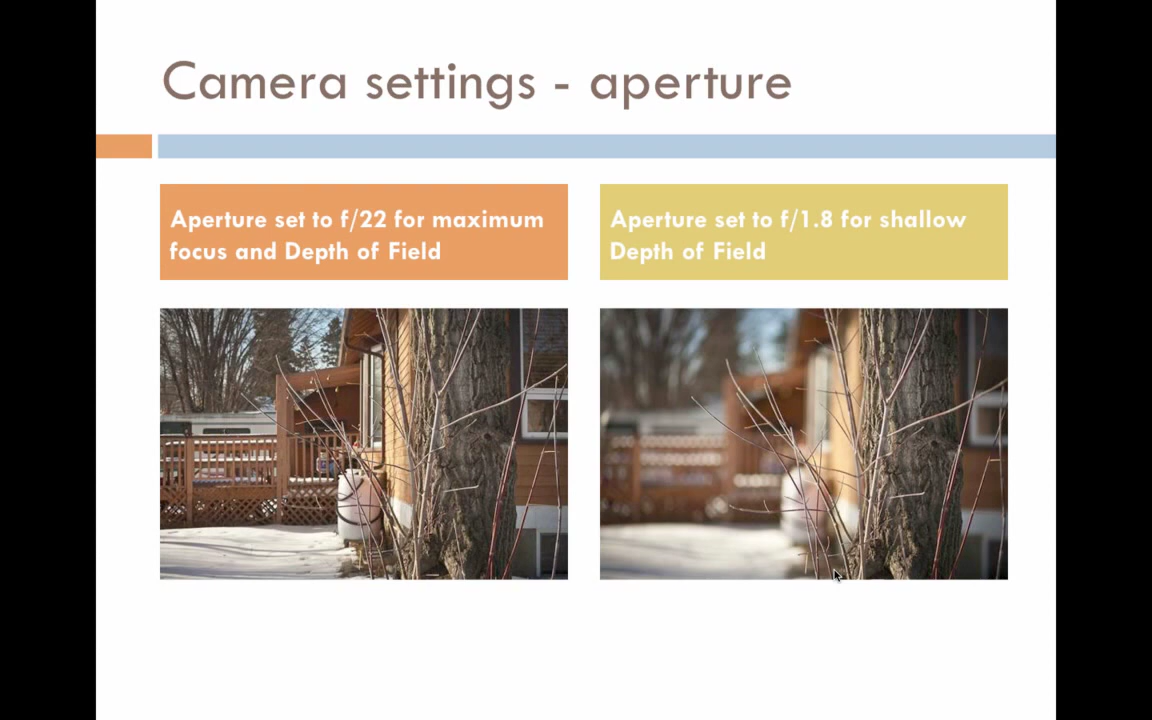 Camera settings - aperture
Aperture set to f/22 for maximum
focus and Depth of Field
Aperture set to f/1.8 for shallow
Depth of Field